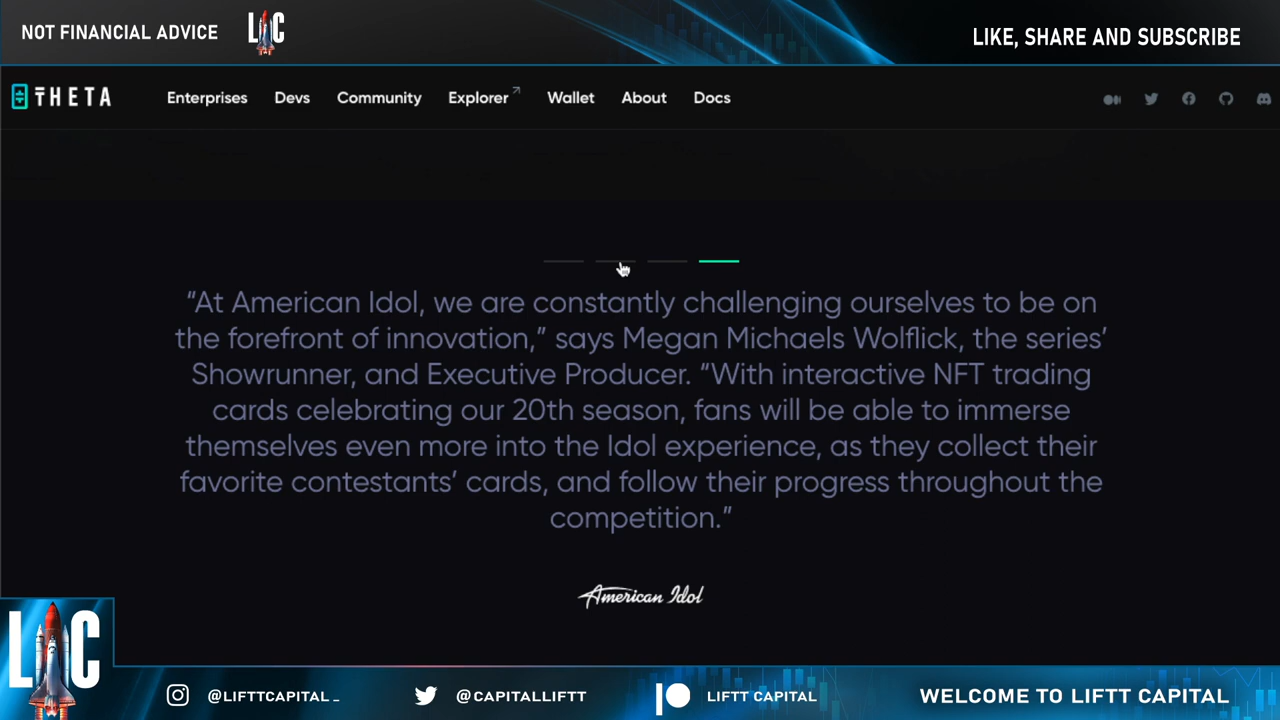 NOT FINANCIAL ADVICE
LC
LIKE, SHARE AND SUBSCRIBE
THETA
Enterprises Devs Community Explorer Wallet About Docs
“At American Idol, we are constantly challenging ourselves to be on
the forefront of innovation,” says Megan Michaels Wolflick, the series’
Showrunner, and Executive Producer. “With interactive NFT trading
cards celebrating our 20th season, fans will be able to immerse
themselves even more into the Idol experience, as they collect their
favorite contestants’ cards, and follow their progress throughout the
competition.”
American Idol
LC
@LIFTTCAPITAL_
@CAPITALLIFTT
LIFTT CAPITAL
WELCOME TO LIFTT CAPITAL